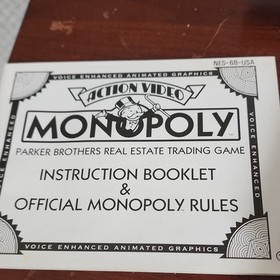 NES-6B-USA
VOICE ENHANCED ANIMATED GRAPHICS
ACTION VIDEO
MONOPOLY
PARKER BROTHERS REAL ESTATE TRADING GAME
INSTRUCTION BOOKLET
&
OFFICIAL MONOPOLY RULES
VOICE ENHANCED
VOICE ENHANCED
VOICE ENHANCED ANIMATED GRAPHICS